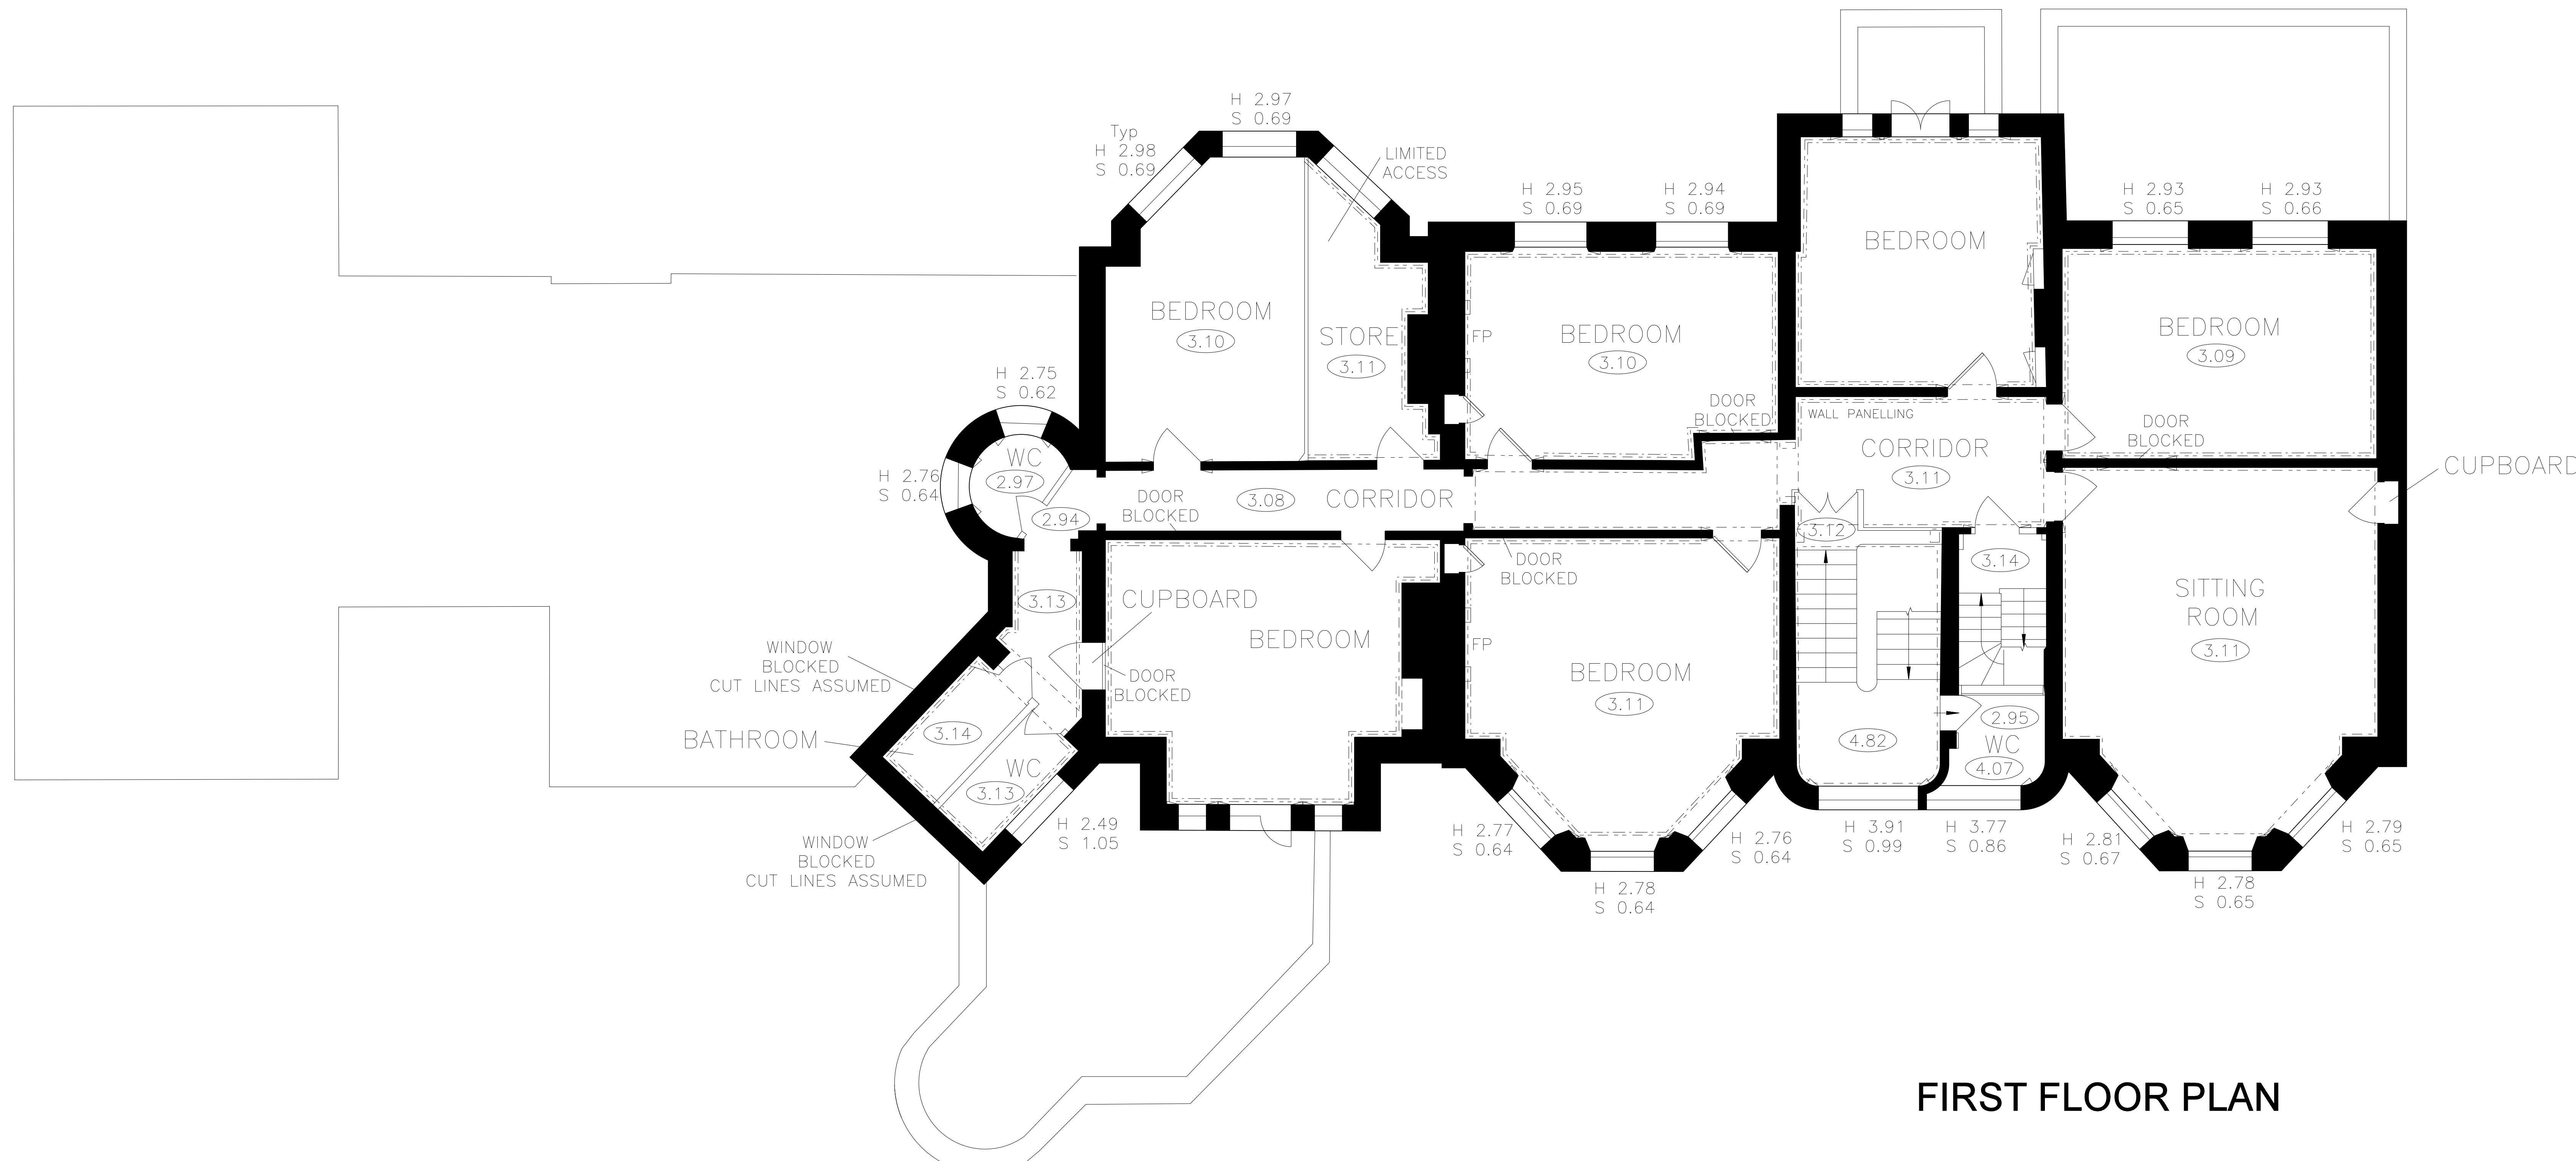 H 2.97
S 0.69
Typ
H 2.98
S 0.69
LIMITED
ACCESS
H 2.95
S 0.69
H 2.94
S 0.69
H 2.93
S 0.65
H 2.93
S 0.66
BEDROOM
BEDROOM
3.10
STORE
3.11
FP
BEDROOM
3.10
BEDROOM
3.09
H 2.75
S 0.62
DOOR
BLOCKED
WALL PANELLING
DOOR
BLOCKED
CORRIDOR
3.11
WC
2.97
H 2.76
S 0.64
2.94
DOOR
BLOCKED
3.08
CORRIDOR
CUPBOARD
3.12
DOOR
BLOCKED
3.14
3.13
CUPBOARD
BEDROOM
FP
SITTING
ROOM
3.11
WINDOW
BLOCKED
CUT LINES ASSUMED
DOOR
BLOCKED
BEDROOM
3.11
BATHROOM
3.14
WC
3.13
4.82
2.95
WC
4.07
H 2.49
S 1.05
WINDOW
BLOCKED
CUT LINES ASSUMED
H 2.77
S 0.64
H 2.76
S 0.64
H 3.91
S 0.99
H 3.77
S 0.86
H 2.81
S 0.67
H 2.79
S 0.65
H 2.78
S 0.64
H 2.78
S 0.65
FIRST FLOOR PLAN